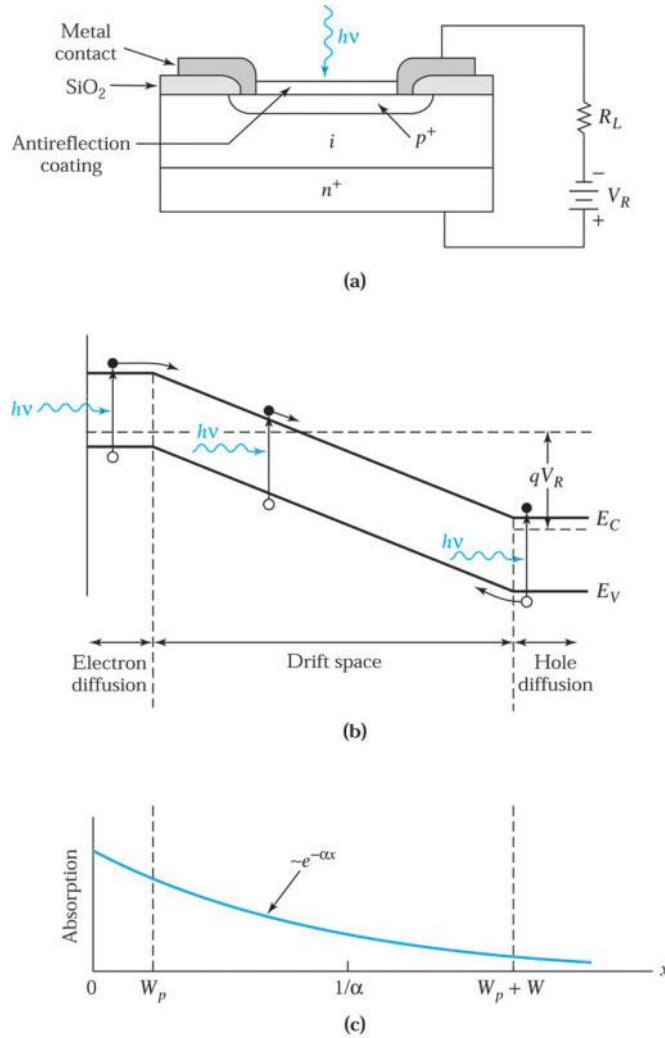 hν
Metal
contact
SiO₂
R_L
Antireflection
coating
i
p⁺
n⁺
−
V_R
+
(a)
hν
hν
qV_R
E_C
hν
E_V
Electron
diffusion
Drift space
Hole
diffusion
(b)
Absorption
~e^{−αx}
0
W_p
1/α
W_p + W
x
(c)